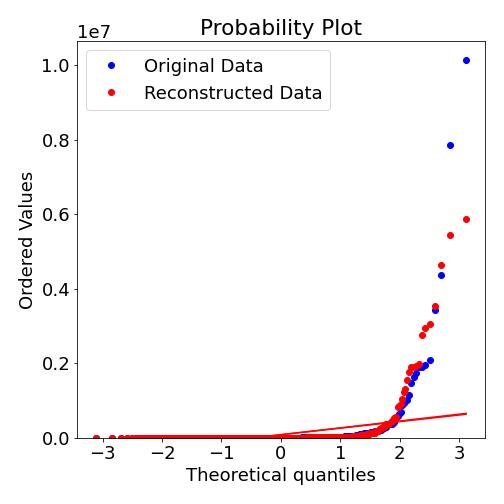 Probability Plot
1e7
Original Data
Reconstructed Data
Ordered Values
1.0
0.8
0.6
0.4
0.2
0.0
−3 −2 −1 0 1 2 3
Theoretical quantiles